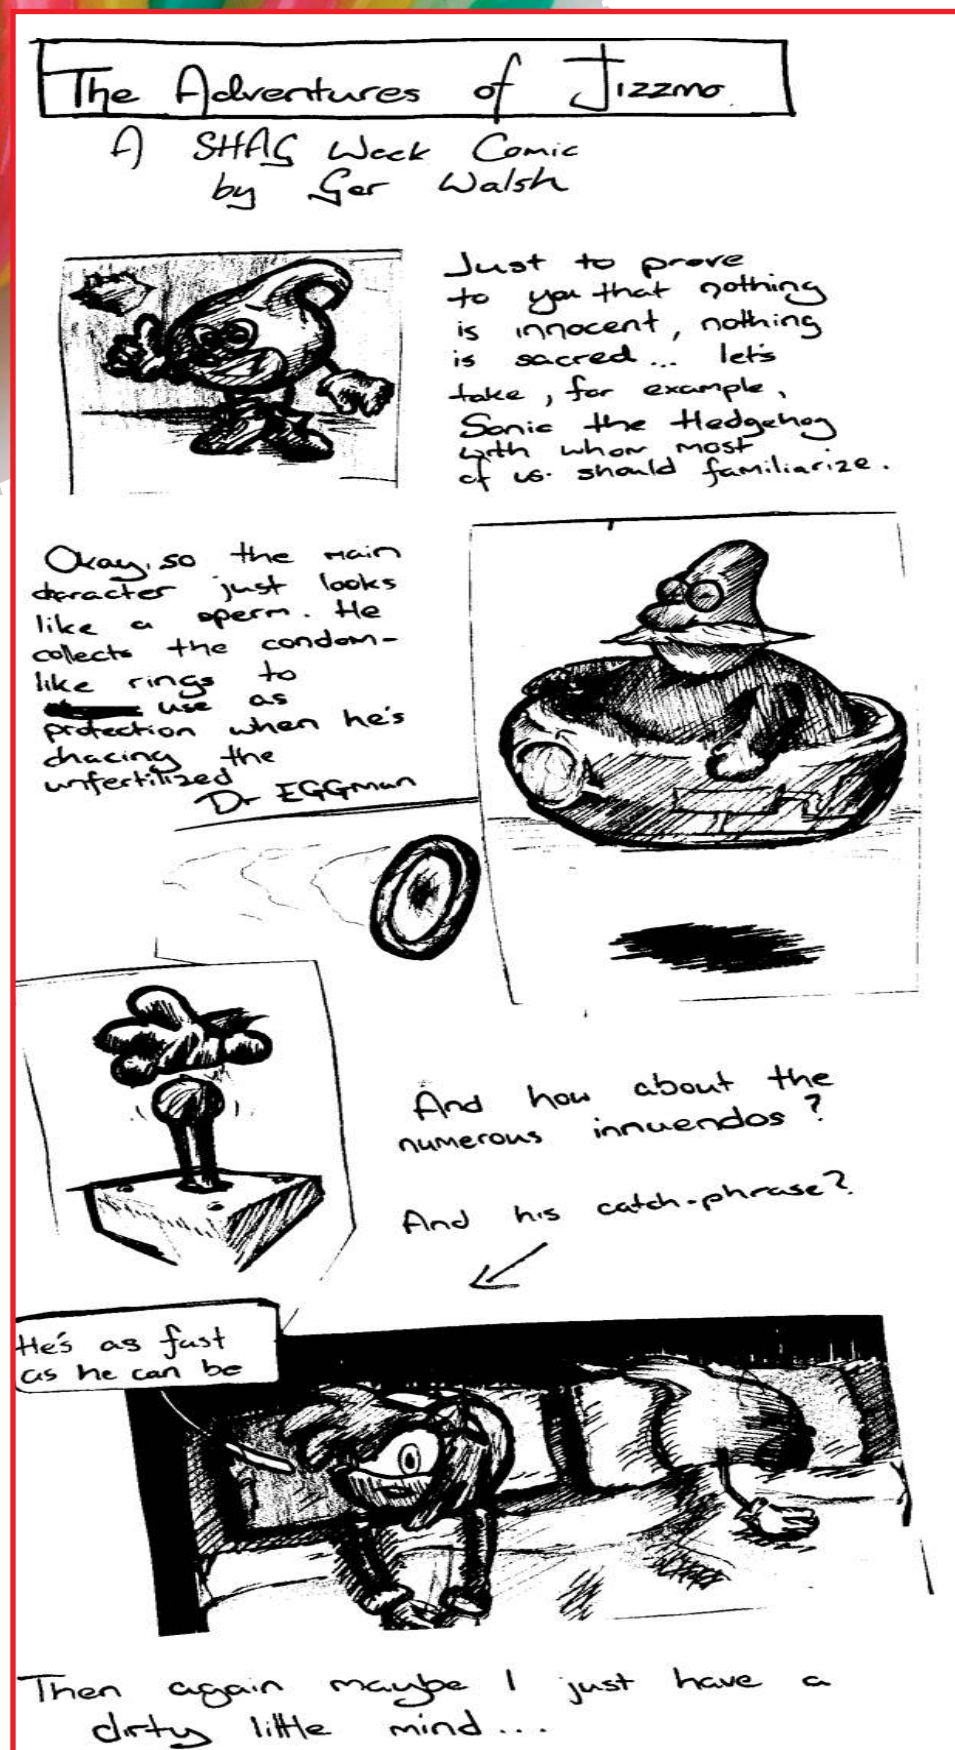 The Adventures of Jizzmo
A SHAG Week Comic
by Ger Walsh
Just to prove
to you that nothing
is innocent, nothing
is sacred... let's
take, for example,
Sonic the Hedgehog
with whom most
of us should familiarize.
Okay, so the main
character just looks
like a sperm. He
collects the condom-
like rings to
use as
protection when he's
chacing the
unfertilized
Dr EGGman
And how about the
numerous innuendos?
And his catch-phrase?
He's as fast
as he can be
Then again maybe I just have a
dirty little mind...